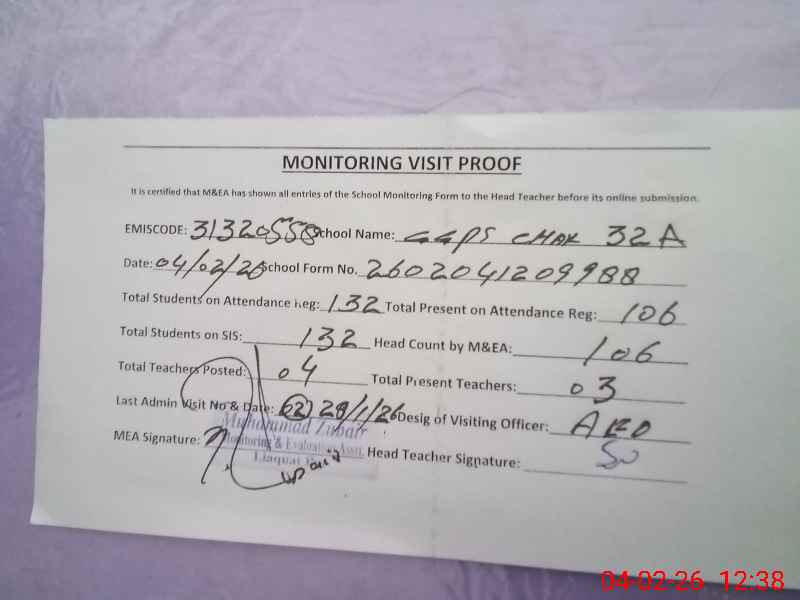 MONITORING VISIT PROOF
It is certified that M&EA has shown all entries of the School Monitoring Form to the Head Teacher before its online submission.
EMISCODE: 31320558 School Name: GGPS CHAK 32 A
Date: 04/02/26 School Form No. 2602041209988
Total Students on Attendance Reg: 132 Total Present on Attendance Reg: 106
Total Students on SIS: 132 Head Count by M&EA: 106
Total Teachers Posted: 04 Total Present Teachers: 03
Last Admin Visit No & Date: (02) 28/1/26 Desig of Visiting Officer: AEO
Muhammad Zubair
MEA Signature: Monitoring & Evaluation Asstt. Head Teacher Signature:
Liaquat
04-02-26 12:38